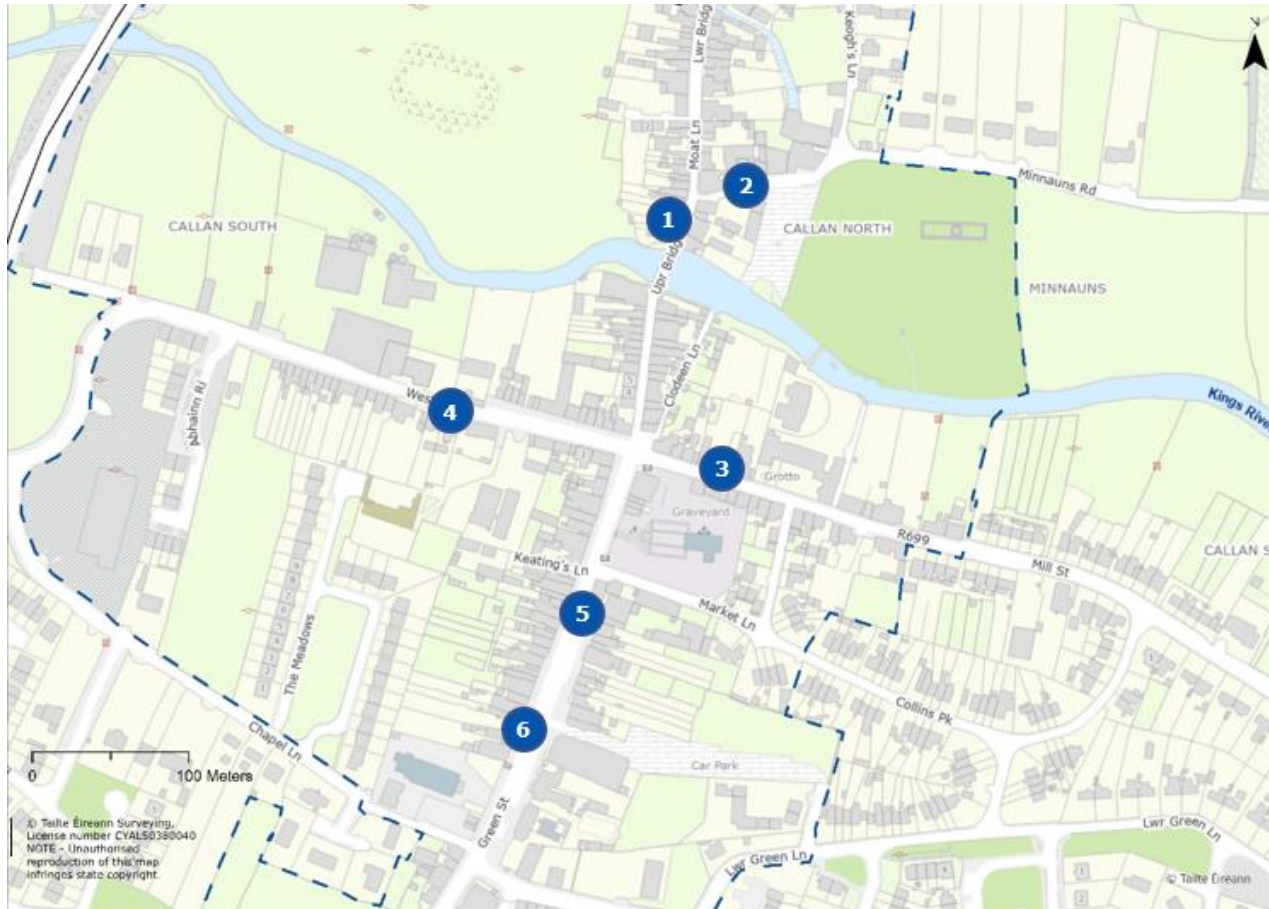 Lwr Bridg
Keogh's Ln
Moat Ln
Minnauns Rd
2
1
CALLAN SOUTH
CALLAN NORTH
Upr Bridg
MINNAUNS
Clodeen Ln
Kings River
Abhainn Ri
Wes
4
3
Grotto
Graveyard
R699
CALLAN S
Keating's Ln
Mill St
5
Market Ln
The Meadows
Collins Pk
6
Chapel Ln
Car Park
0 100 Meters
Green St
Lwr Green Ln
Lwr Green Ln
© Tailte Éireann Surveying,
License number CYAL50380040
NOTE - Unauthorised
reproduction of this map
infringes state copyright.
© Tailte Éireann